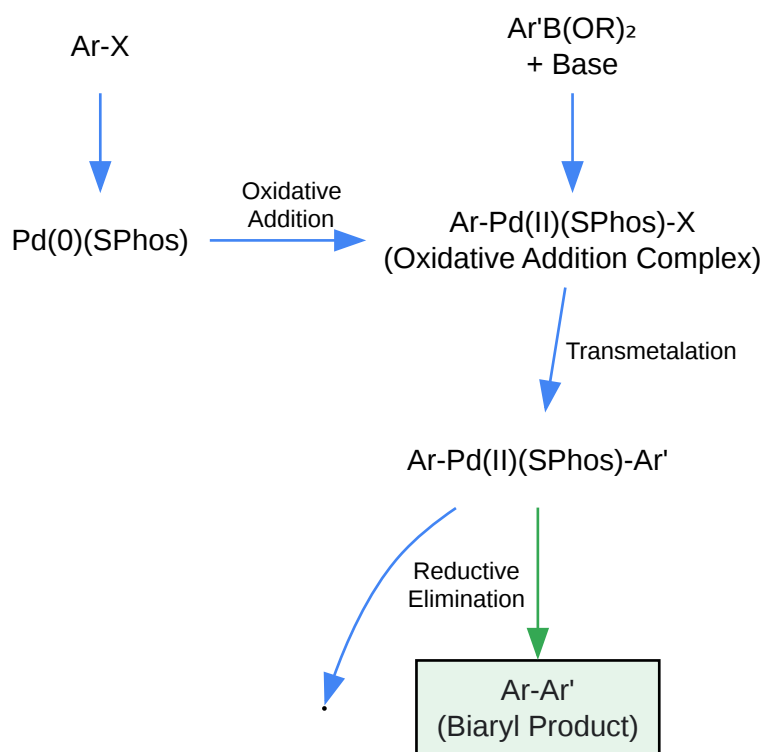 Ar-X
Ar'B(OR)₂
+ Base
Oxidative
Addition
Pd(0)(SPhos)
Ar-Pd(II)(SPhos)-X
(Oxidative Addition Complex)
Transmetalation
Ar-Pd(II)(SPhos)-Ar'
Reductive
Elimination
Ar-Ar'
(Biaryl Product)